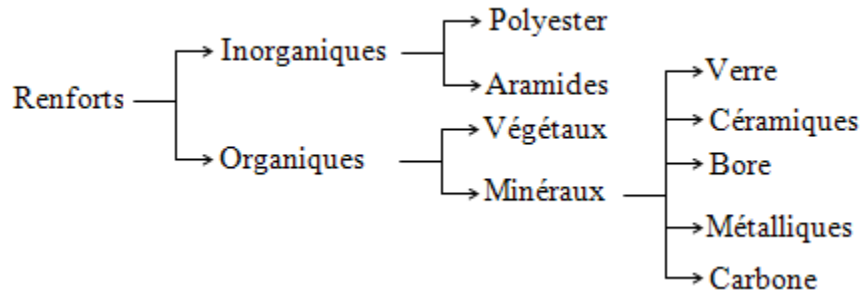 Polyester
Inorganiques
Verre
Renforts
Aramides
Céramiques
Végétaux
Organiques
Bore
Minéraux
Métalliques
Carbone